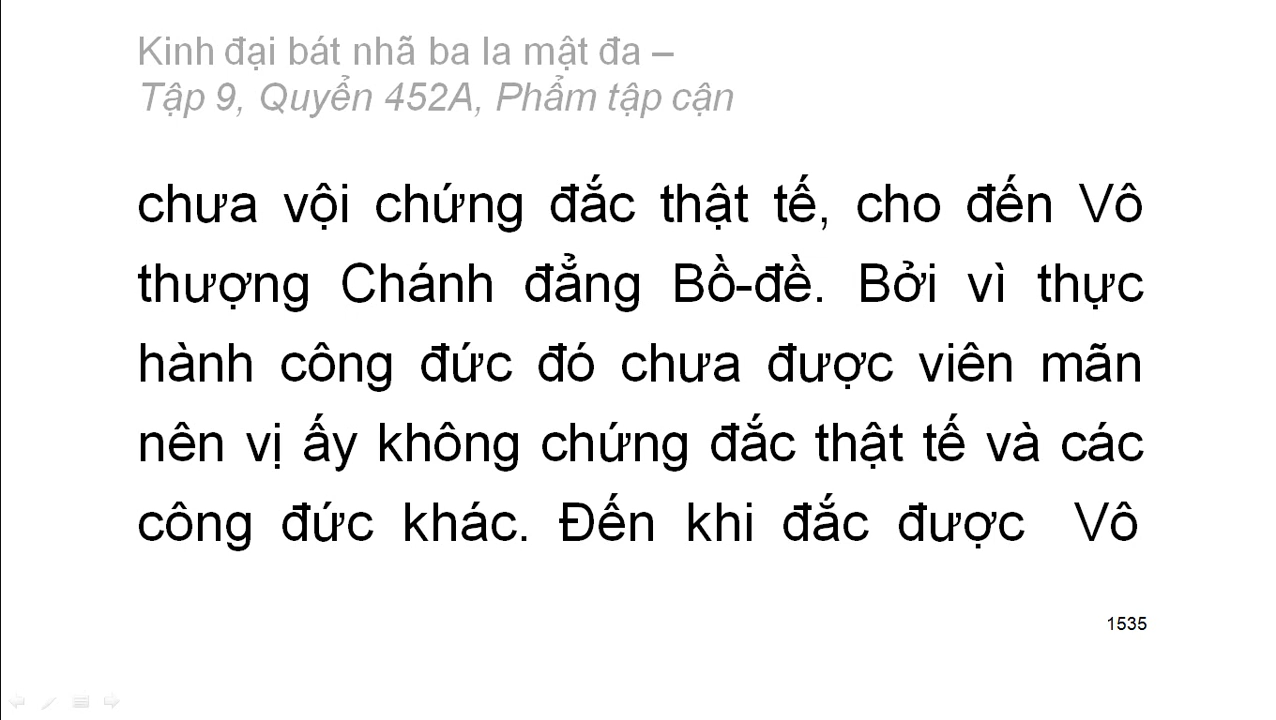 Kinh đại bát nhã ba la mật đa –
Tập 9, Quyển 452A, Phẩm tập cận
chưa vội chứng đắc thật tế, cho đến Vô
thượng Chánh đẳng Bồ-đề. Bởi vì thực
hành công đức đó chưa được viên mãn
nên vị ấy không chứng đắc thật tế và các
công đức khác. Đến khi đắc được Vô
1535